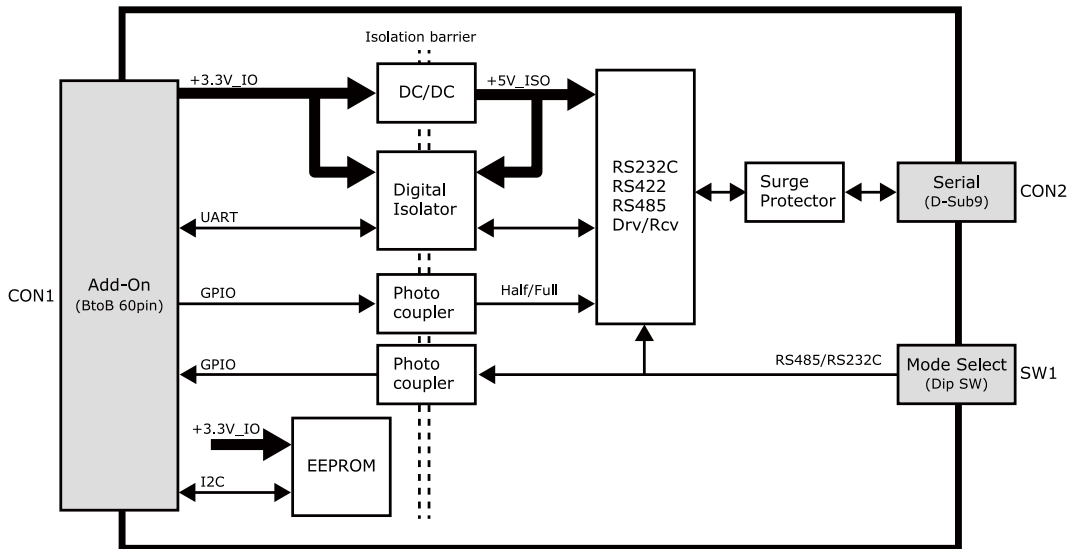 Isolation barrier
+3.3V_IO
DC/DC
+5V_ISO
Digital
Isolator
UART
RS232C
RS422
RS485
Drv/Rcv
Surge
Protector
Serial
(D-Sub9)
CON2
CON1
Add-On
(BtoB 60pin)
GPIO
Photo
coupler
Half/Full
GPIO
Photo
coupler
RS485/RS232C
Mode Select
(Dip SW)
SW1
+3.3V_IO
EEPROM
I2C